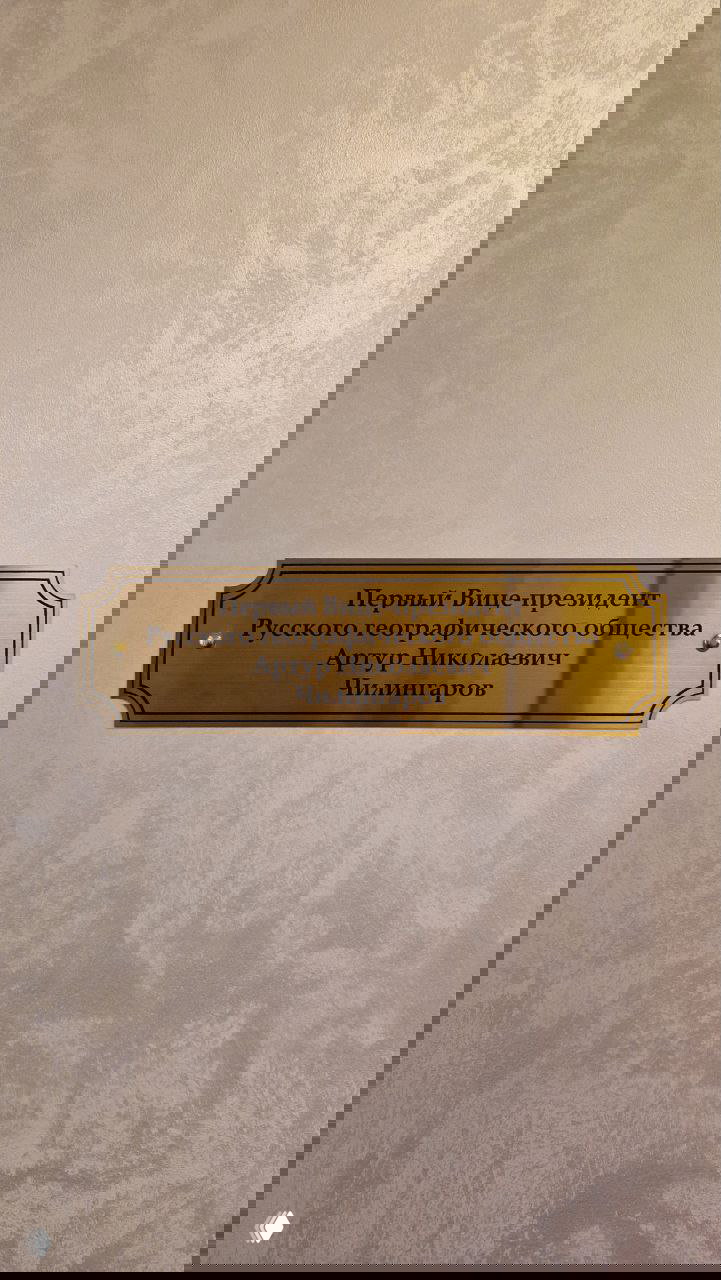 Первый Вице-президент
Русского географического общества
Артур Николаевич
Чилингаров